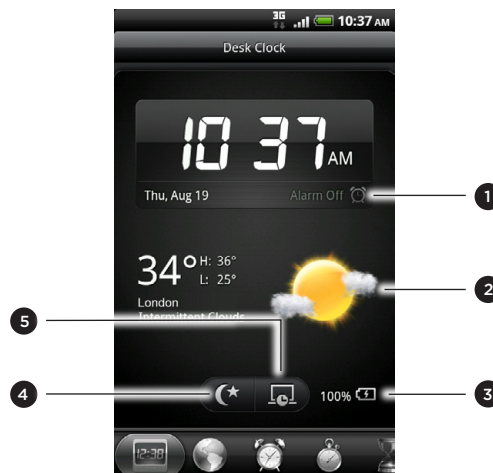 3G 10:37 AM
Desk Clock
10 37 AM
Thu, Aug 19 Alarm Off
1
34° H: 36°
L: 25°
2
London
Intermittent Clouds
5
4
100%
3
12:38